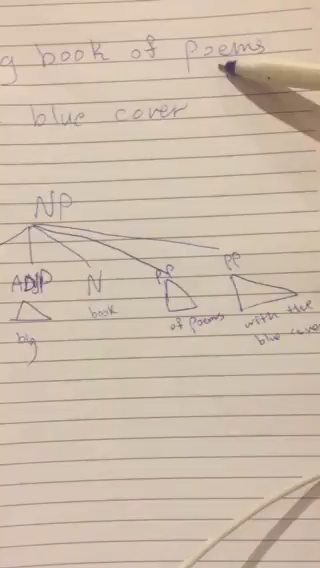 g book of poems
blue cover
NP
ADJP N PP PP
big book of poems with the
blue cover